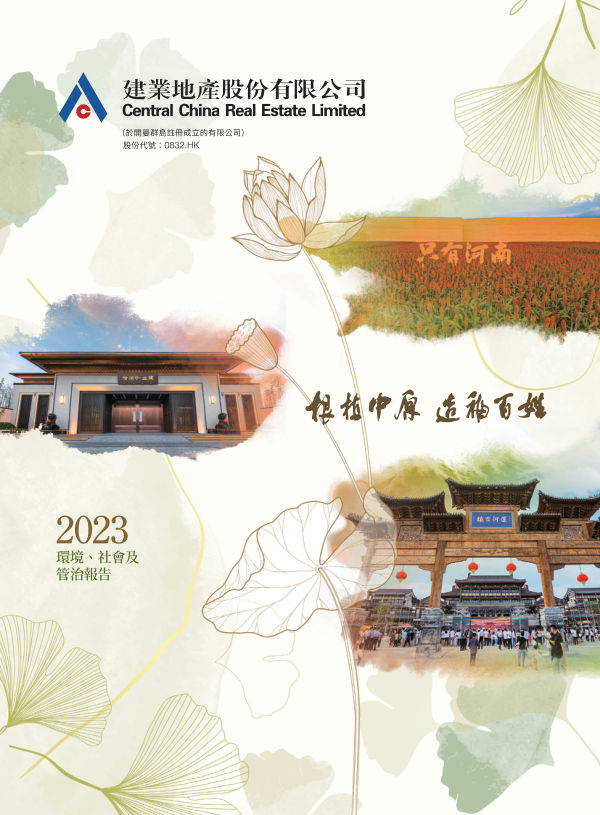 建業地產股份有限公司
Central China Real Estate Limited
(於開曼群島註冊成立的有限公司)
股份代號：0832.HK
只有河南
根植中原 造福百姓
2023
環境、社會及
管治報告